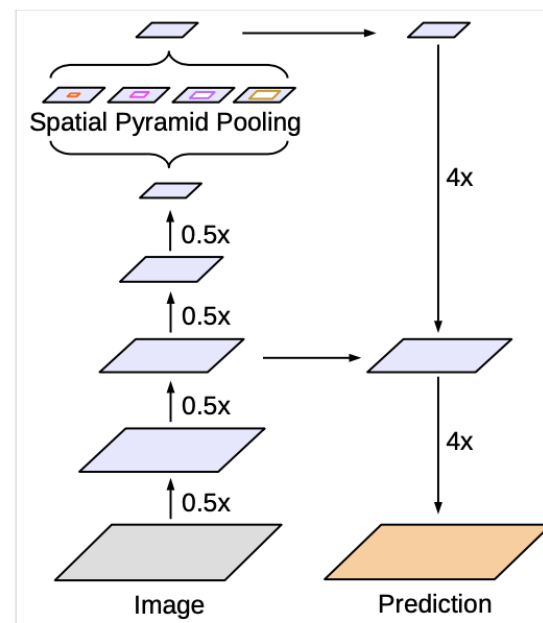 Spatial Pyramid Pooling
4x
0.5x
0.5x
0.5x
4x
0.5x
Image
Prediction